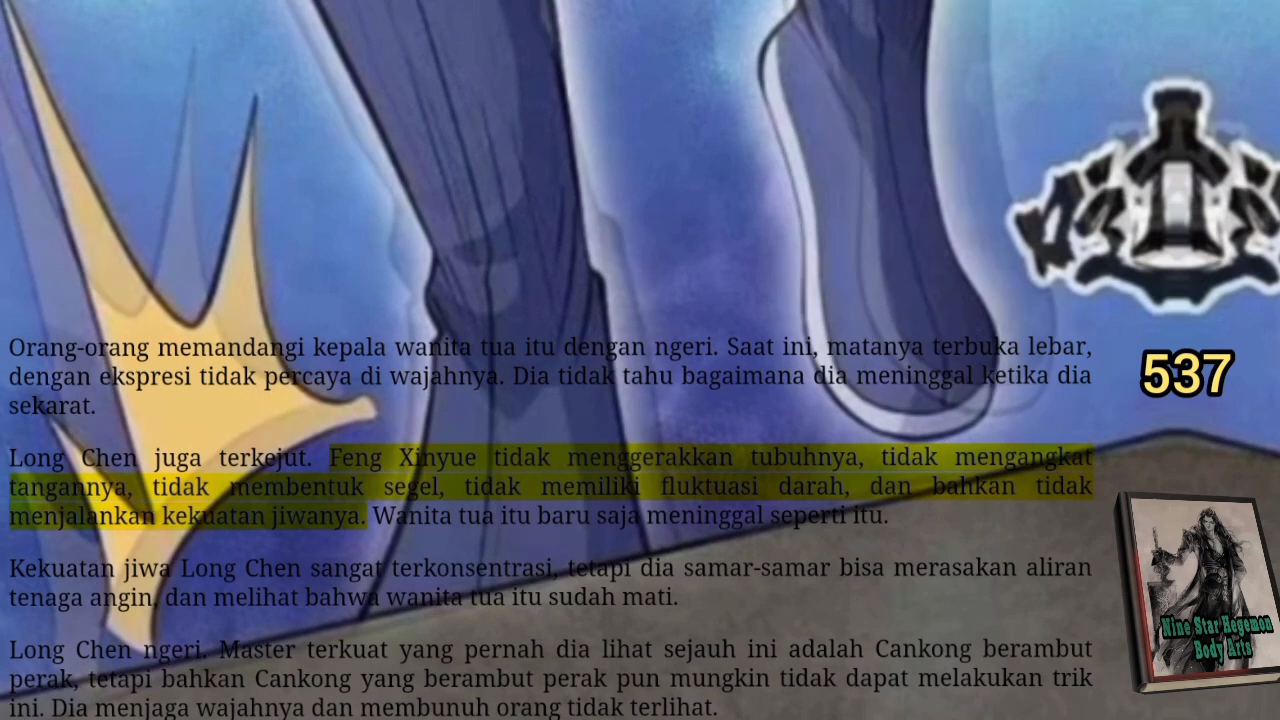 Orang-orang memandangi kepala wanita tua itu dengan ngeri. Saat ini, matanya terbuka lebar,
dengan ekspresi tidak percaya di wajahnya. Dia tidak tahu bagaimana dia meninggal ketika dia
sekarat.
537
Long Chen juga terkejut. Feng Xinyue tidak menggerakkan tubuhnya, tidak mengangkat
tangannya, tidak membentuk segel, tidak memiliki fluktuasi darah, dan bahkan tidak
menjalankan kekuatan jiwanya. Wanita tua itu baru saja meninggal seperti itu.
Kekuatan jiwa Long Chen sangat terkonsentrasi, tetapi dia samar-samar bisa merasakan aliran
tenaga angin, dan melihat bahwa wanita tua itu sudah mati.
Long Chen ngeri. Master terkuat yang pernah dia lihat sejauh ini adalah Cankong berambut
perak, tetapi bahkan Cankong yang berambut perak pun mungkin tidak dapat melakukan trik
ini. Dia menjaga wajahnya dan membunuh orang tidak terlihat.
Nine Star Hegemon
Body Arts